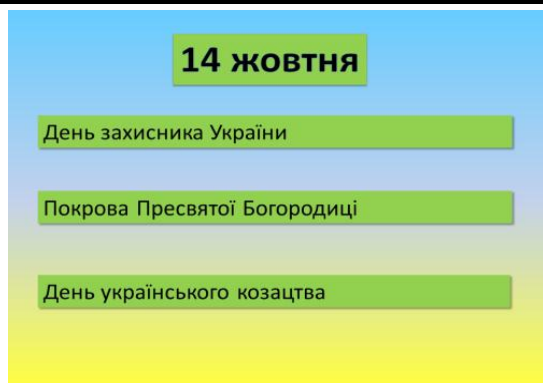 14 жовтня
День захисника України
Покрова Пресвятої Богородиці
День українського козацтва